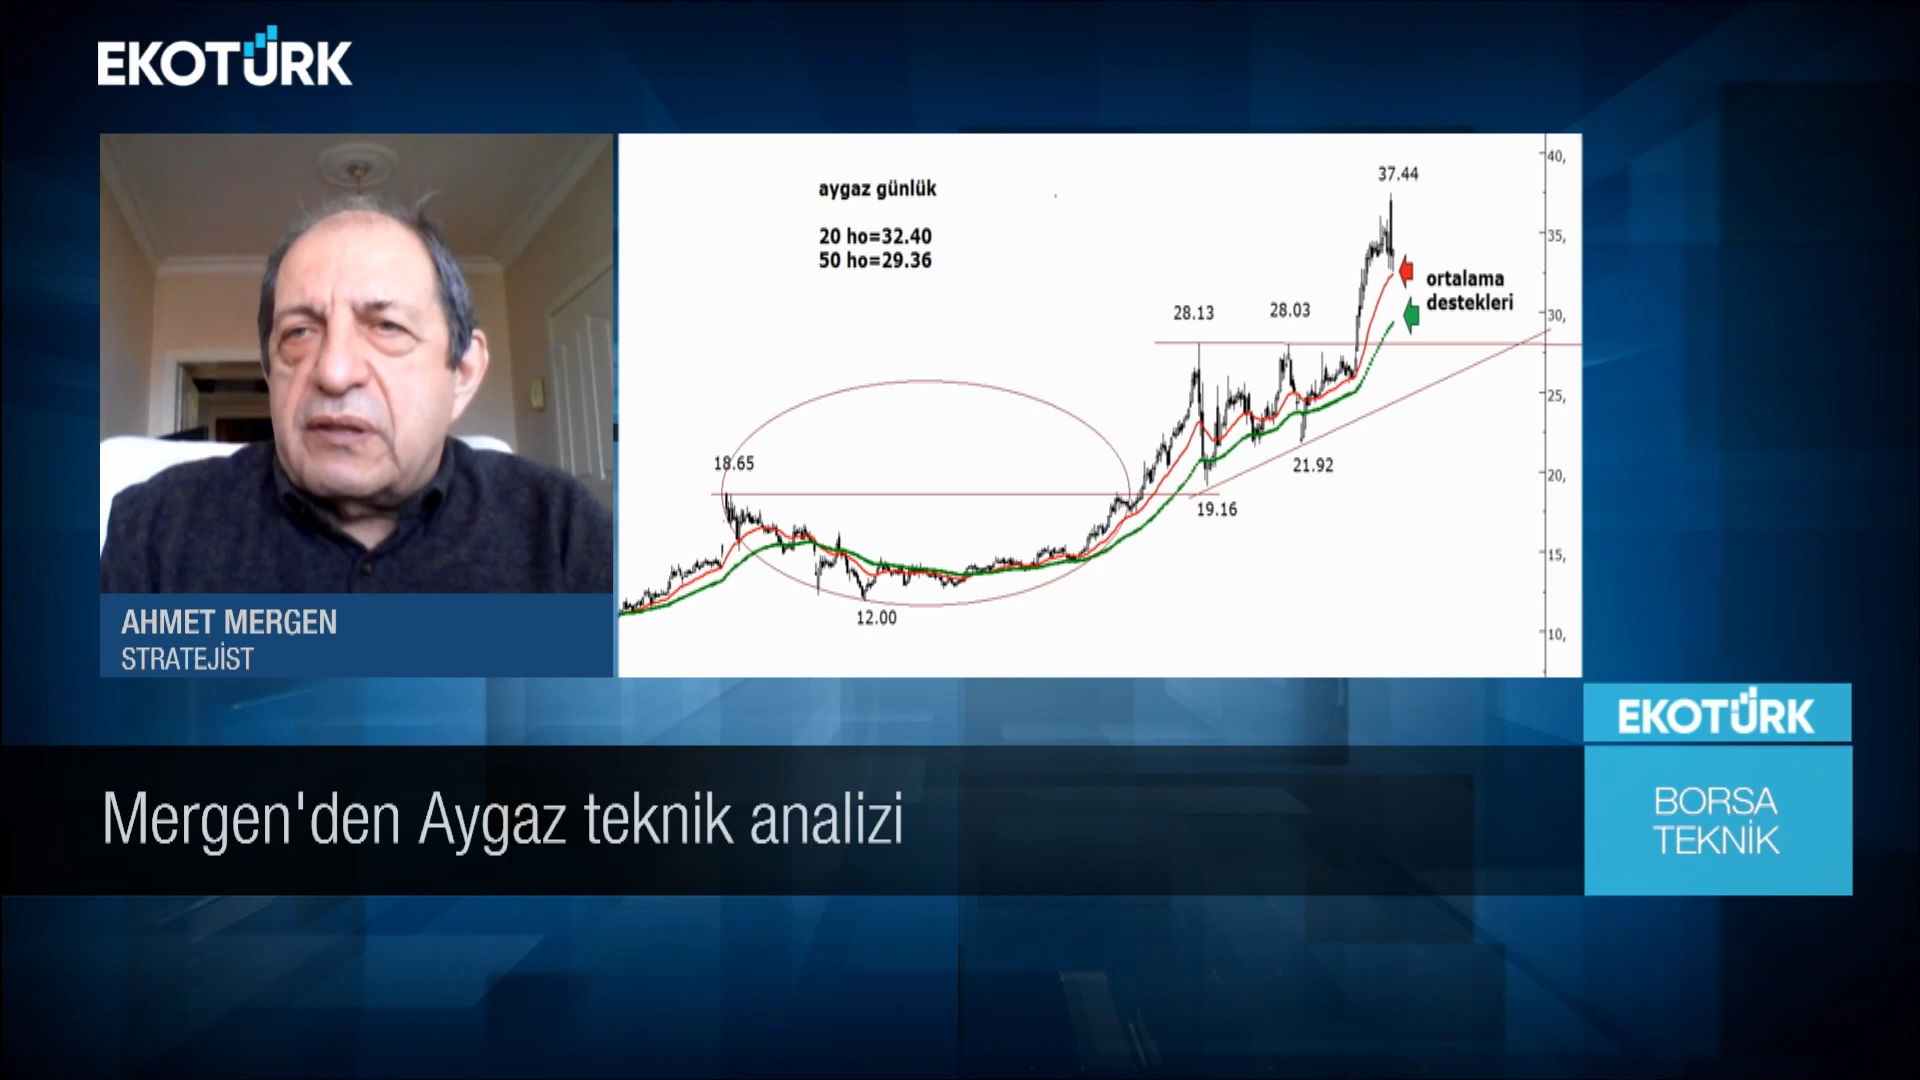 EKOTÜRK
aygaz günlük
20 ho=32.40
50 ho=29.36
37.44
40,
35,
30,
25,
20,
15,
10,
ortalama
destekleri
28.13
28.03
18.65
21.92
19.16
12.00
AHMET MERGEN
STRATEJİST
EKOTÜRK
BORSA
TEKNİK
Mergen'den Aygaz teknik analizi